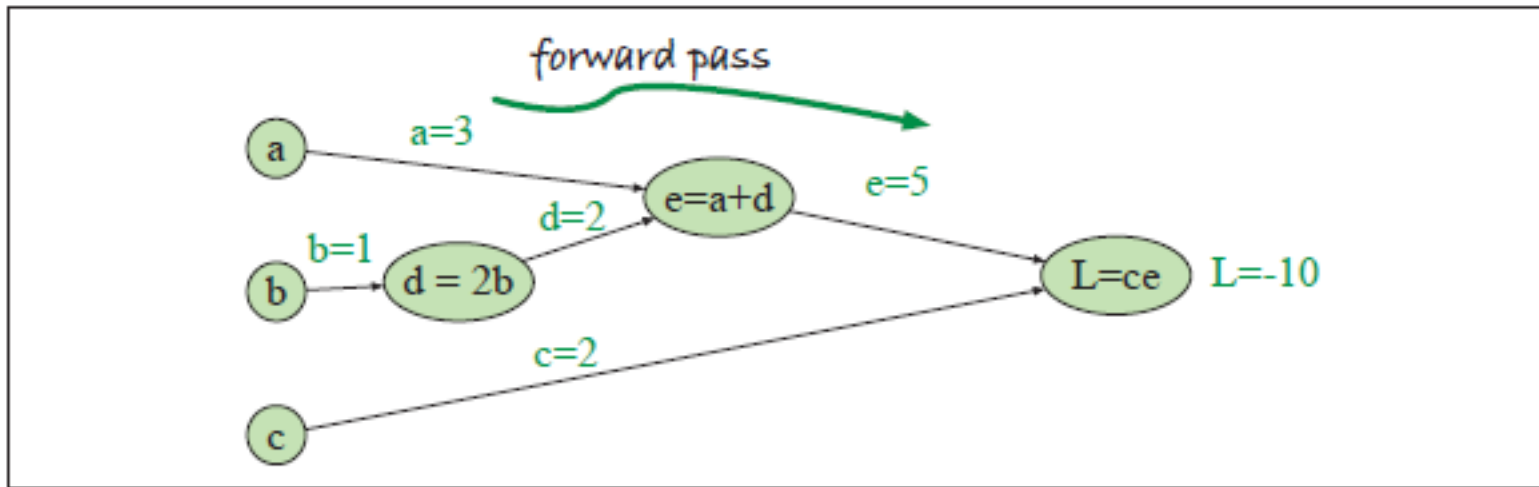 forward pass
a=3
a
e=a+d
e=5
d=2
b=1
b
d = 2b
L=ce
L=-10
c=2
c